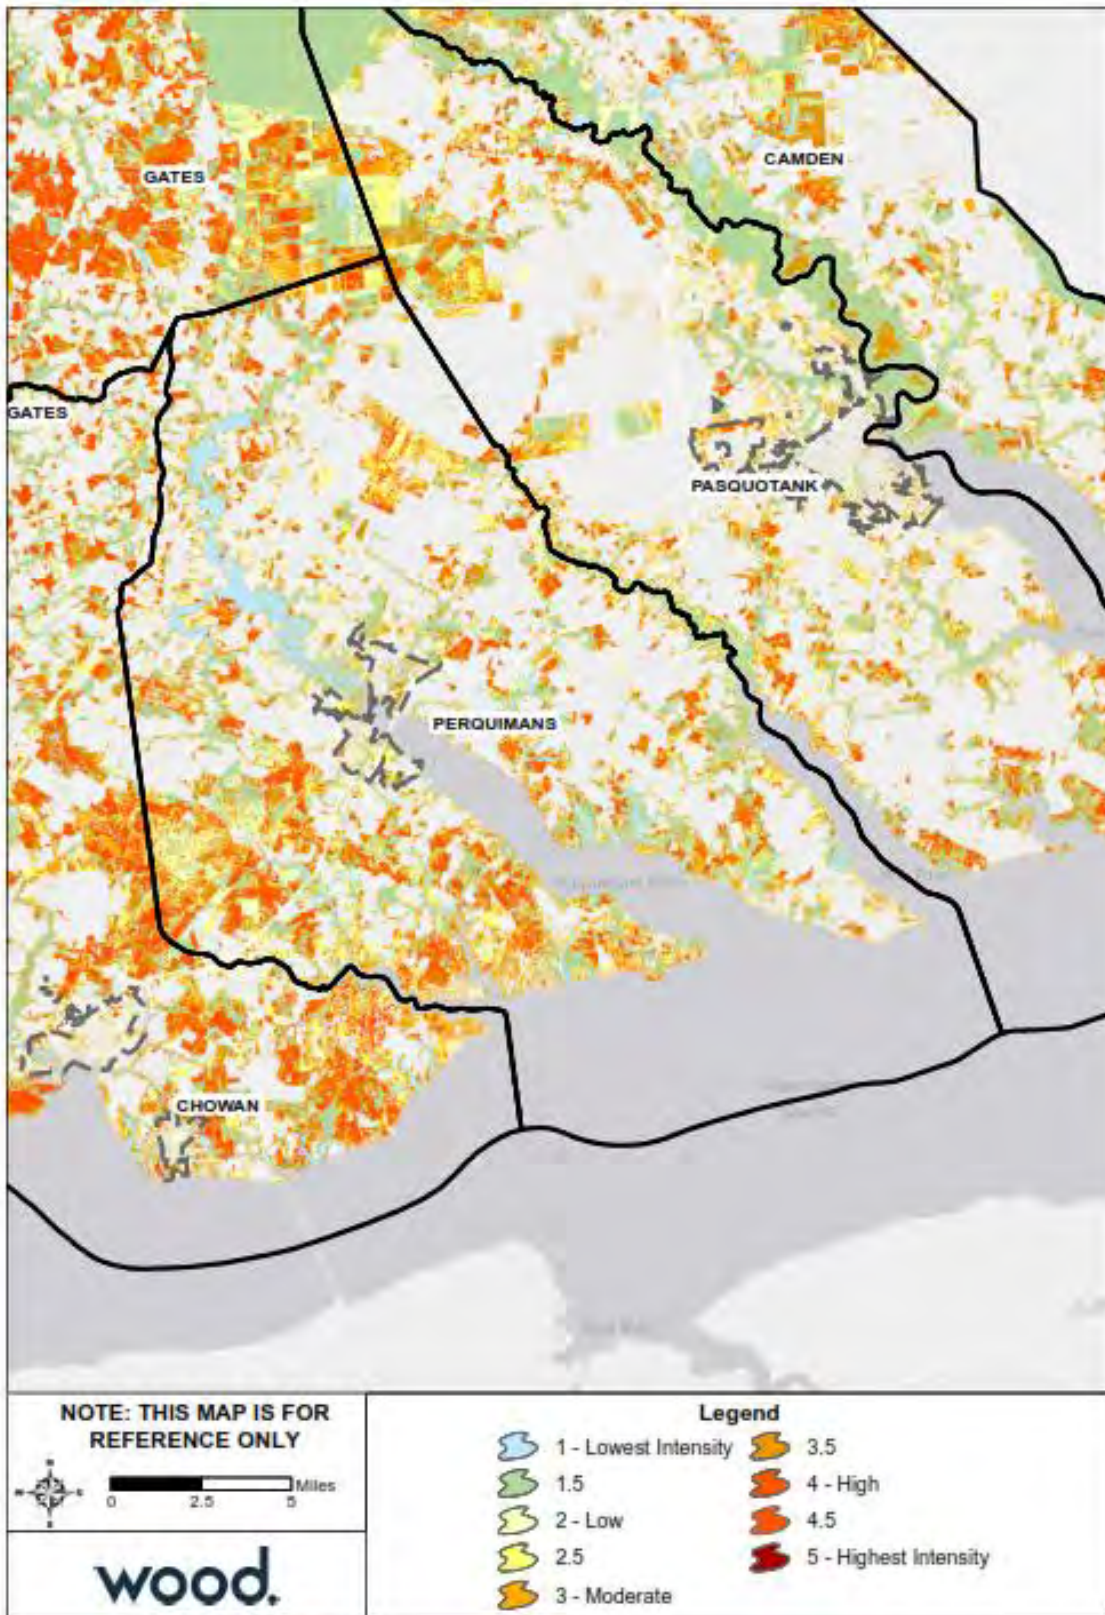 CAMDEN
GATES
GATES
PASQUOTANK
PERQUIMANS
CHOWAN
NOTE: THIS MAP IS FOR
REFERENCE ONLY
Miles
0 2.5 5
wood.
Legend
1 - Lowest Intensity
1.5
2 - Low
2.5
3 - Moderate
3.5
4 - High
4.5
5 - Highest Intensity